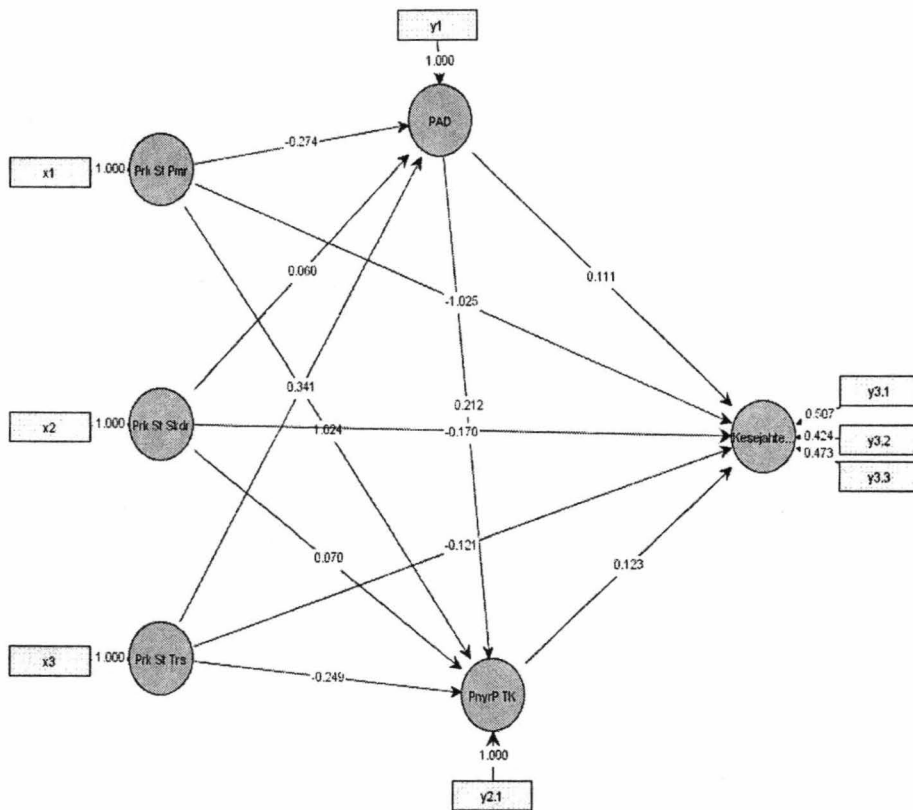 y1
1.000
PAD
-0.274
x1
1.000
Prk St Pmr
0.060
0.111
-1.025
0.341
1.024
0.212
-0.170
x2
1.000
Prk St Skdr
Kesejahte...
y3.1
0.507
0.424
y3.2
0.473
y3.3
0.070
-0.121
0.123
x3
1.000
Prk St Trs
-0.249
PnyrP TK
1.000
y2.1